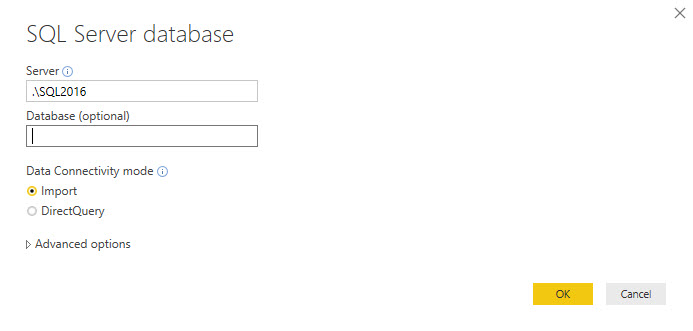 SQL Server database
Server
.\SQL2016
Database (optional)
Data Connectivity mode
Import
DirectQuery
Advanced options
OK Cancel